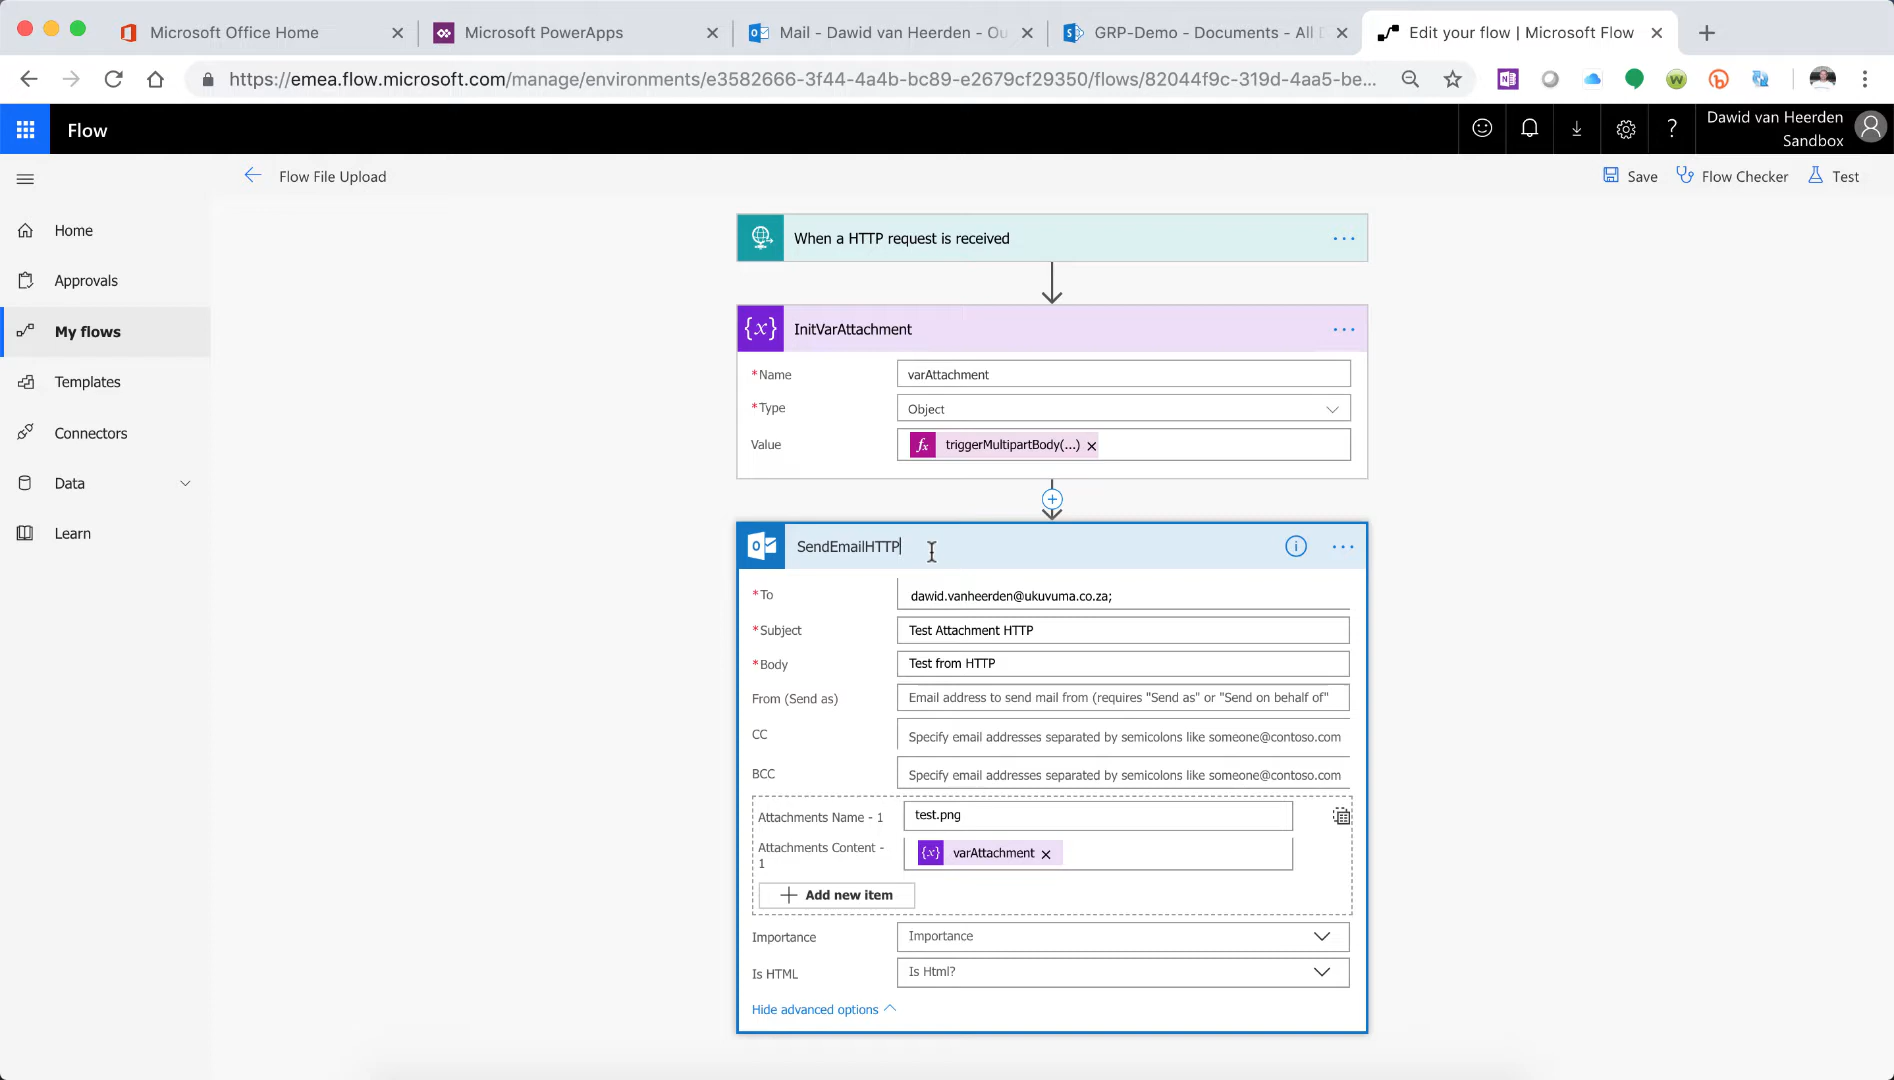 Microsoft Office Home
Microsoft PowerApps
Mail - Dawid van Heerden - Ou
GRP-Demo - Documents - All D
Edit your flow | Microsoft Flow
https://emea.flow.microsoft.com/manage/environments/e3582666-3f44-4a4b-bc89-e2679cf29350/flows/82044f9c-319d-4aa5-be...
Flow
Dawid van Heerden
Sandbox
Flow File Upload
Save
Flow Checker
Test
Home
Approvals
My flows
Templates
Connectors
Data
Learn
When a HTTP request is received
{x} InitVarAttachment
*Name
varAttachment
*Type
Object
Value
fx triggerMultipartBody(...)
SendEmailHTTP
*To
dawid.vanheerden@ukuvuma.co.za;
*Subject
Test Attachment HTTP
*Body
Test from HTTP
From (Send as)
Email address to send mail from (requires "Send as" or "Send on behalf of"
CC
Specify email addresses separated by semicolons like someone@contoso.com
BCC
Specify email addresses separated by semicolons like someone@contoso.com
Attachments Name - 1
test.png
Attachments Content -
1
{x} varAttachment
Add new item
Importance
Importance
Is HTML
Is Html?
Hide advanced options